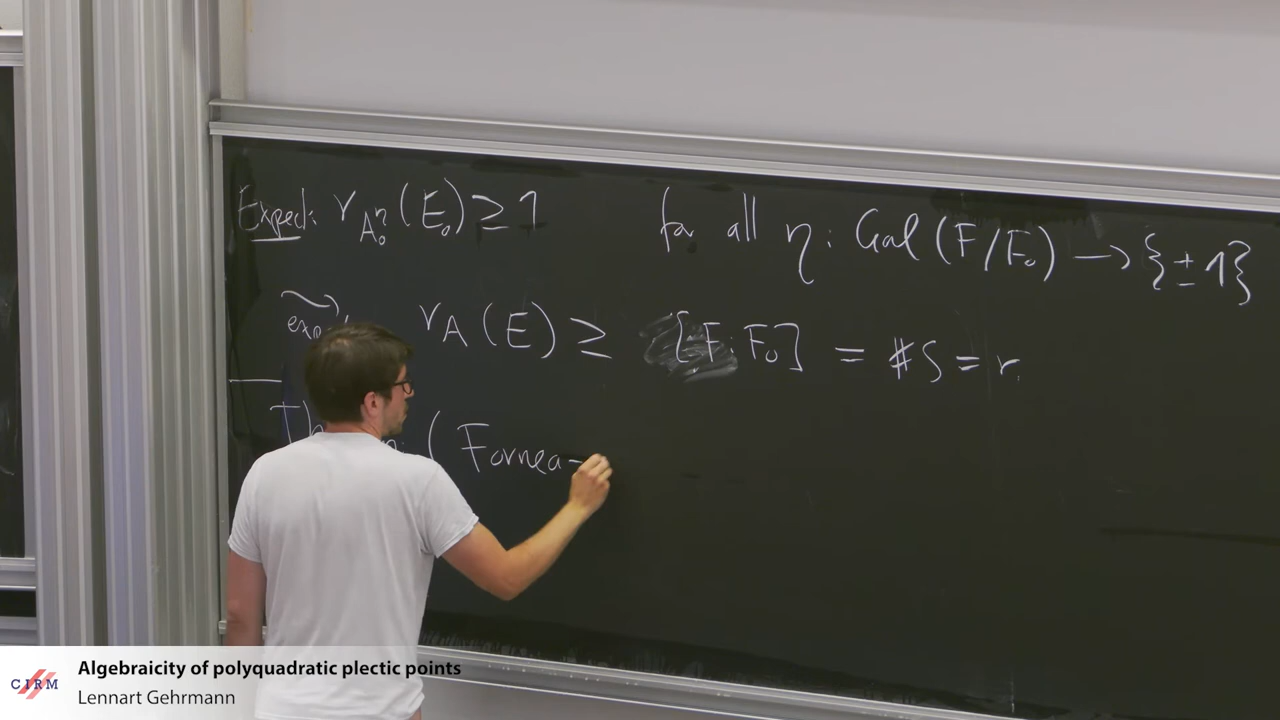 Expect: r_{A_0^η}(E_0) ≥ 1 for all η: Gal(F/F_0) → {±1}
r_A(E) ≥ [F:F_0] = #S = r.
(Fornea-
CIRM
Algebraicity of polyquadratic plectic points
Lennart Gehrmann